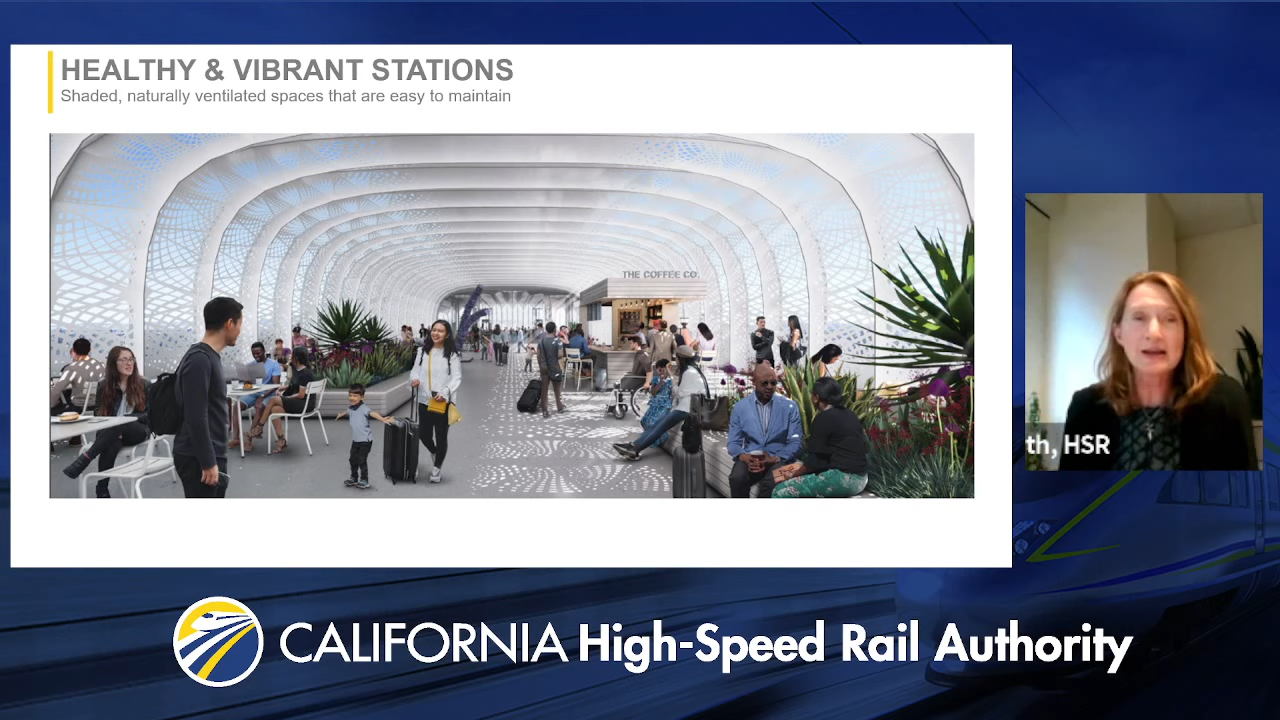 HEALTHY & VIBRANT STATIONS
Shaded, naturally ventilated spaces that are easy to maintain
THE COFFEE CO.
th, HSR
CALIFORNIA High-Speed Rail Authority